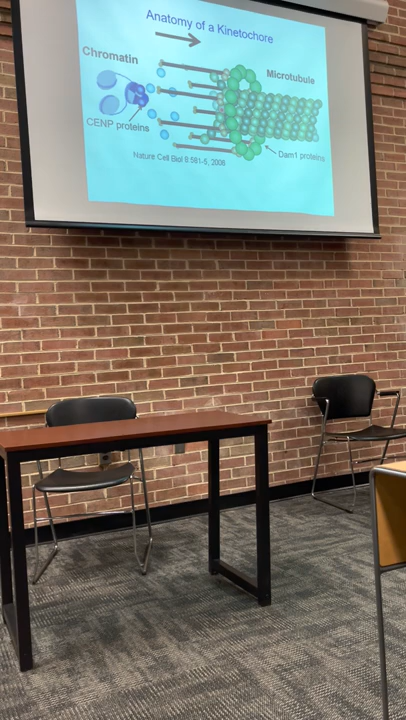 Anatomy of a Kinetochore
Chromatin
Microtubule
CENP proteins
Dam1 proteins
Nature Cell Biol 8:581-5, 2006